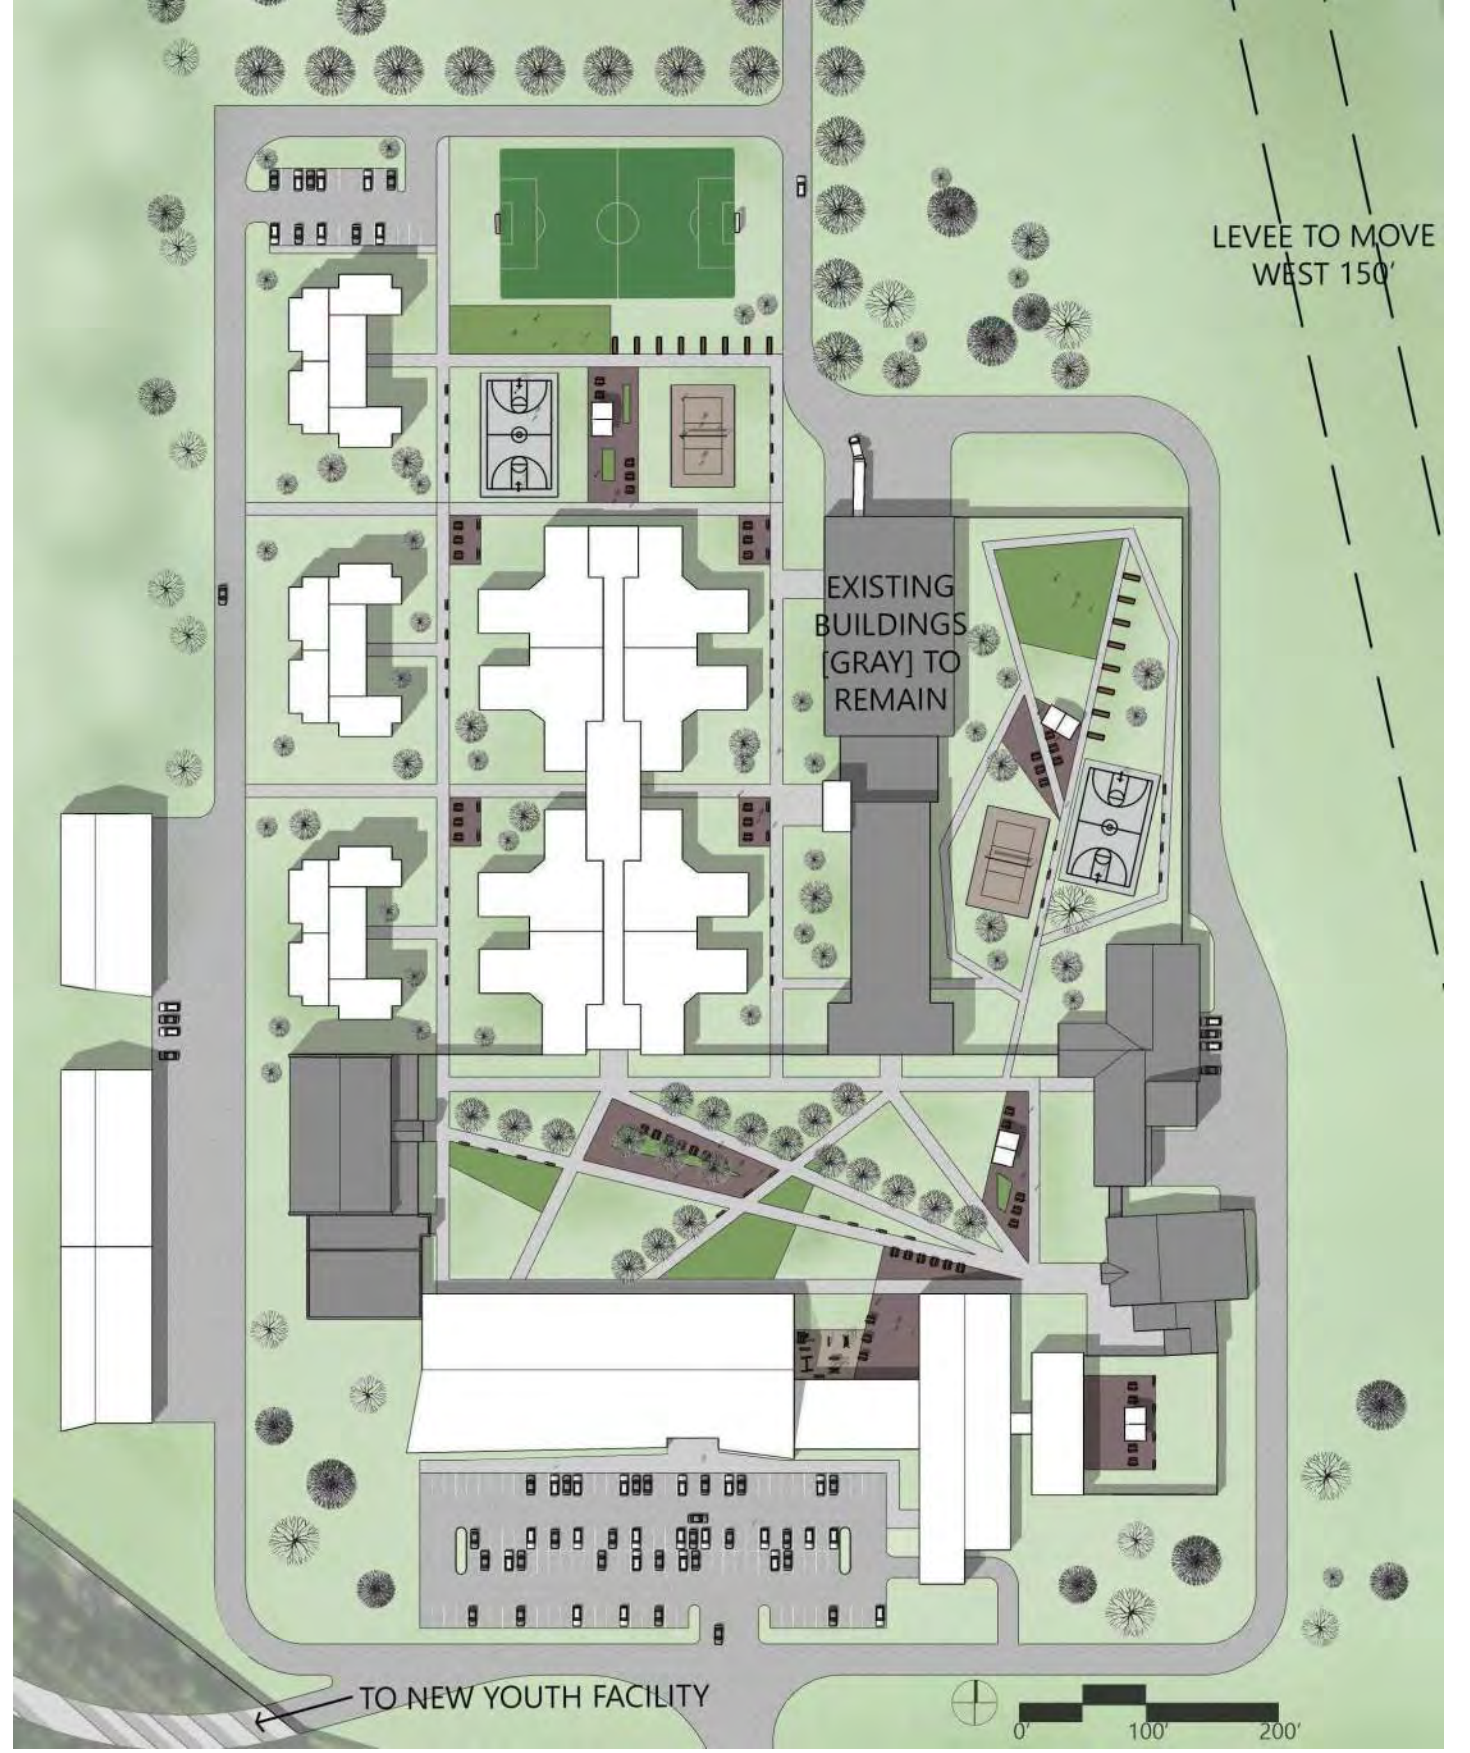 LEVEE TO MOVE
WEST 150'
EXISTING
BUILDINGS
[GRAY] TO
REMAIN
TO NEW YOUTH FACILITY
0' 100' 200'